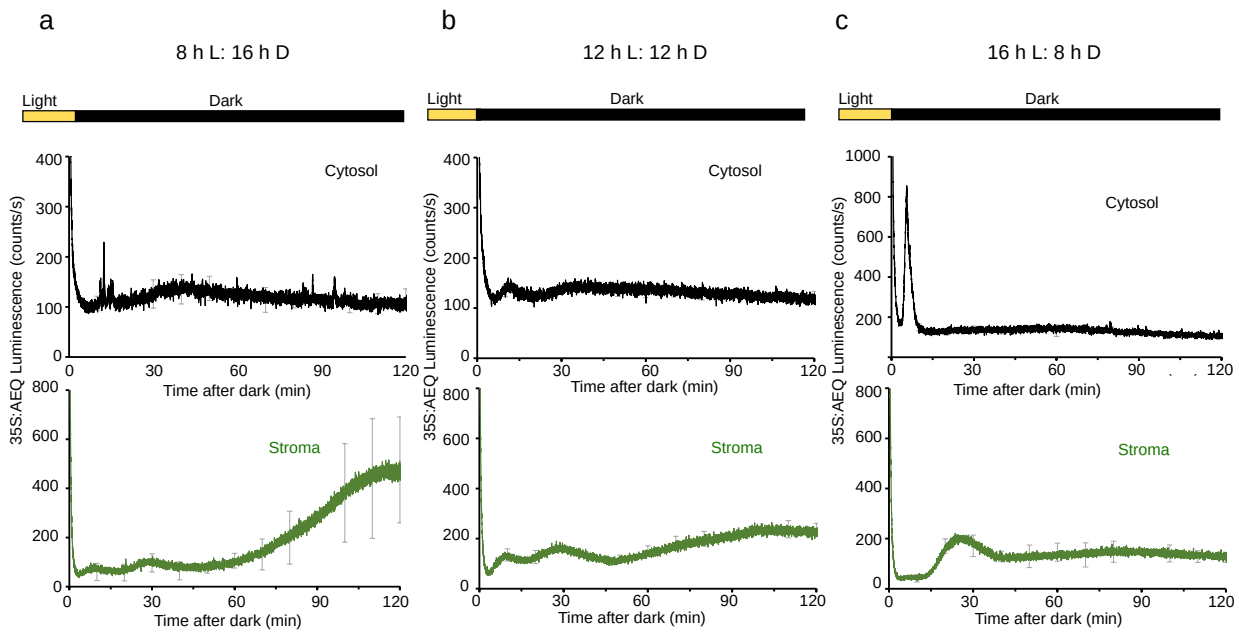 a
b
c
8 h L: 16 h D
12 h L: 12 h D
16 h L: 8 h D
Light
Dark
Light
Dark
Light
Dark
35S:AEQ Luminescence (counts/s)
400
300
200
100
0
Cytosol
0
30
60
90
120
Time after dark (min)
800
600
400
200
0
Stroma
0
30
60
90
120
Time after dark (min)
35S:AEQ Luminescence (counts/s)
400
300
200
100
0
Cytosol
0
30
60
90
120
Time after dark (min)
800
600
400
200
0
Stroma
0
30
60
90
120
Time after dark (min)
35S:AEQ Luminescence (counts/s)
1000
800
600
400
200
Cytosol
30
60
90
120
Time after dark (min)
800
600
400
200
0
Stroma
0
30
60
90
120
Time after dark (min)